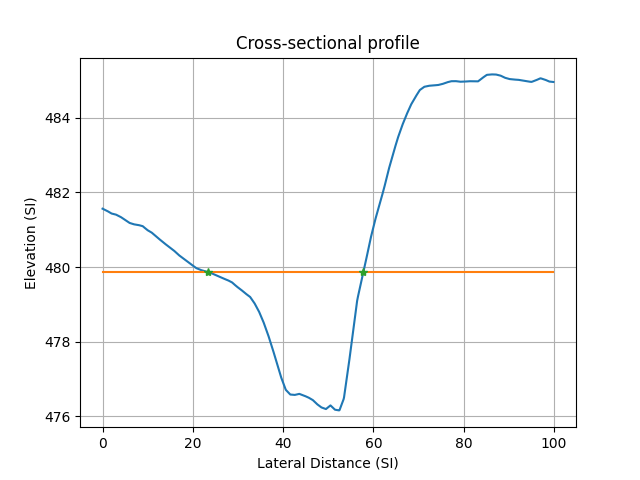 Cross-sectional profile
Elevation (SI)
484
482
480
478
476
0 20 40 60 80 100
Lateral Distance (SI)